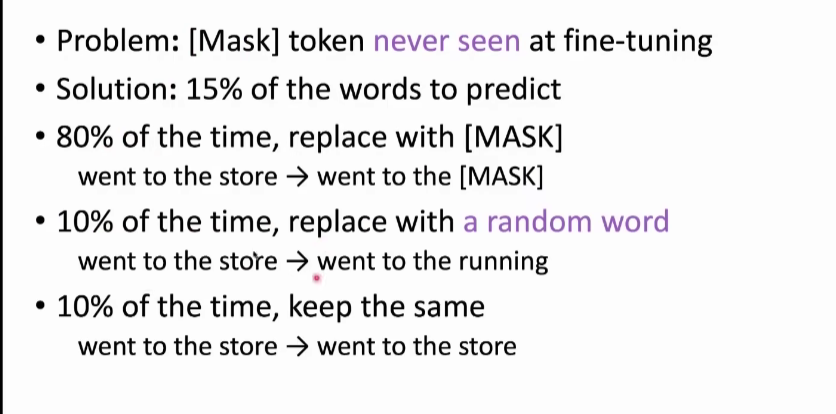 • Problem: [Mask] token never seen at fine-tuning
• Solution: 15% of the words to predict
• 80% of the time, replace with [MASK]
went to the store → went to the [MASK]
• 10% of the time, replace with a random word
went to the store → went to the running
• 10% of the time, keep the same
went to the store → went to the store